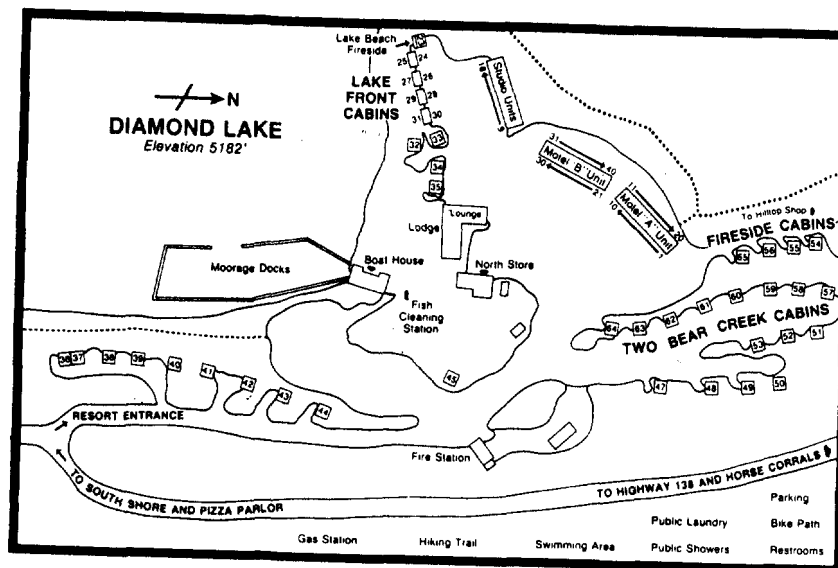 Lake Beach
Fireside
25 24
27 26
29 28
31 30
LAKE
FRONT
CABINS
N
DIAMOND LAKE
Elevation 5182'
Studio Units
18
9
32 33
34
35
Lounge
Lodge
31
40
Motel "B" Unit
30
21
11
20
Motel "A" Unit
10
1
To Hilltop Shop
FIRESIDE CABINS
65 56 55 54
Moorage Docks
Boat House
North Store
Fish
Cleaning
Station
64 63 62 61 60 59 58 57
TWO BEAR CREEK CABINS
53 52 51
36 37 38 39 40 41 42 43 44
45
47 48 49 50
RESORT ENTRANCE
Fire Station
TO SOUTH SHORE AND PIZZA PARLOR
TO HIGHWAY 138 AND HORSE CORRALS
Parking
Public Laundry
Bike Path
Gas Station
Hiking Trail
Swimming Area
Public Showers
Restrooms